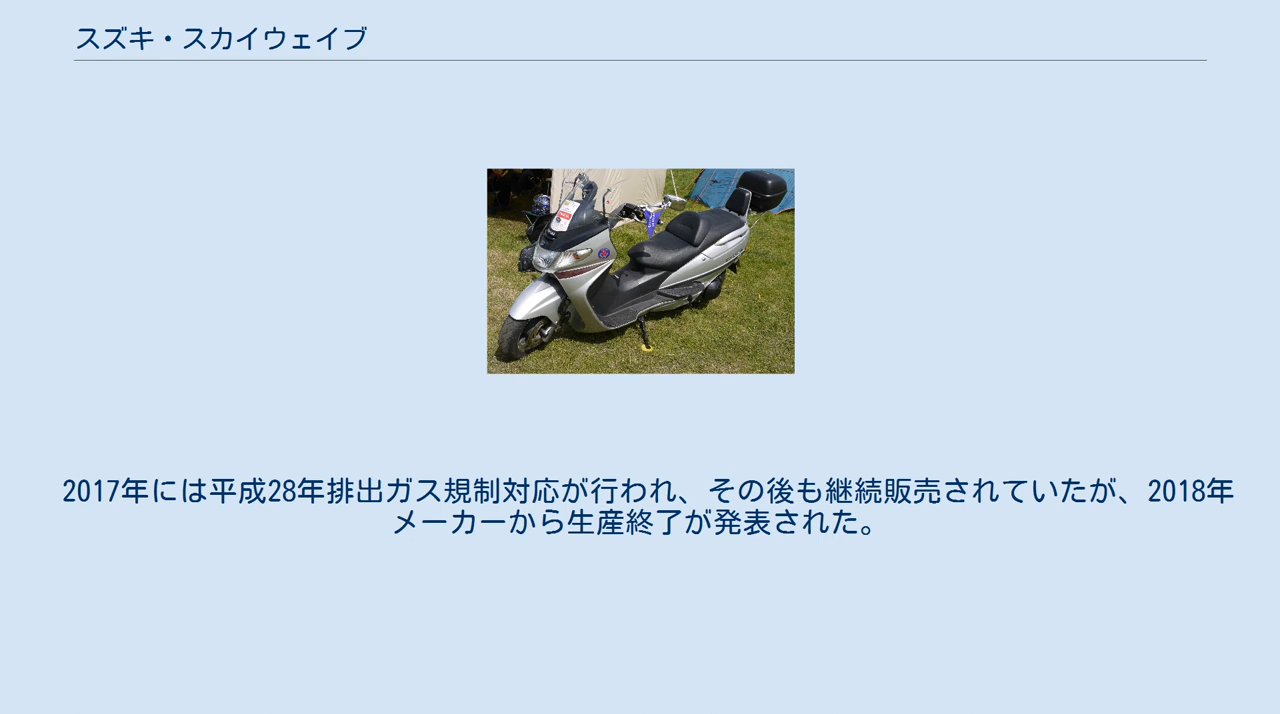 スズキ・スカイウェイブ
2017年には平成28年排出ガス規制対応が行われ、その後も継続販売されていたが、2018年
メーカーから生産終了が発表された。